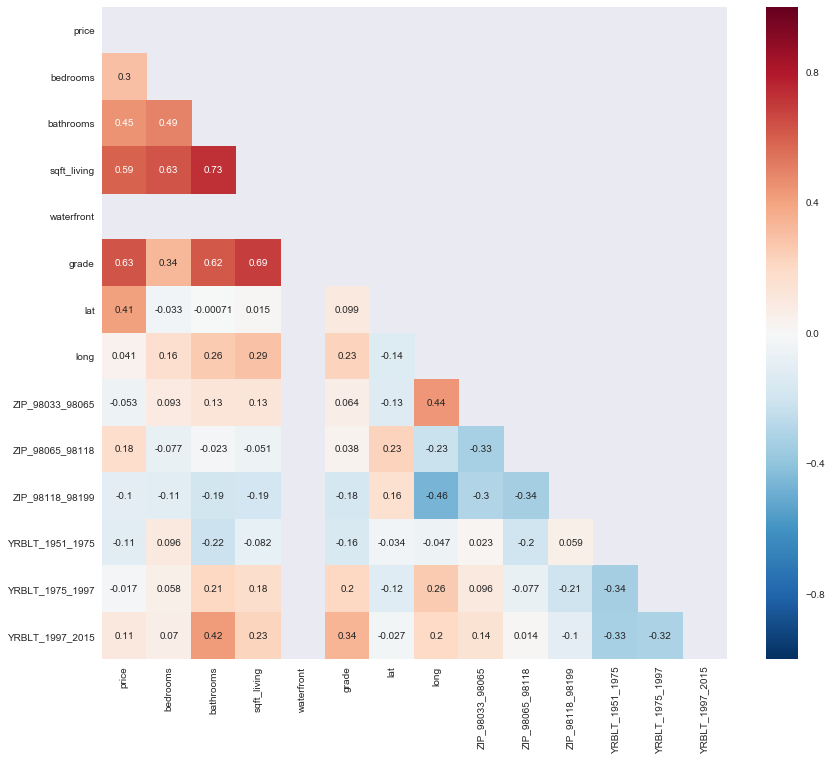 price
bedrooms 0.3
bathrooms 0.45 0.49
sqft_living 0.59 0.63 0.73
waterfront
grade 0.63 0.34 0.62 0.69
lat 0.41 -0.033 -0.00071 0.015 0.099
long 0.041 0.16 0.26 0.29 0.23 -0.14
ZIP_98033_98065 -0.053 0.093 0.13 0.13 0.064 -0.13 0.44
ZIP_98065_98118 0.18 -0.077 -0.023 -0.051 0.038 0.23 -0.23 -0.33
ZIP_98118_98199 -0.1 -0.11 -0.19 -0.19 -0.18 0.16 -0.46 -0.3 -0.34
YRBLT_1951_1975 -0.11 0.096 -0.22 -0.082 -0.16 -0.034 -0.047 0.023 -0.2 0.059
YRBLT_1975_1997 -0.017 0.058 0.21 0.18 0.2 -0.12 0.26 0.096 -0.077 -0.21 -0.34
YRBLT_1997_2015 0.11 0.07 0.42 0.23 0.34 -0.027 0.2 0.14 0.014 -0.1 -0.33 -0.32
price
bedrooms
bathrooms
sqft_living
waterfront
grade
lat
long
ZIP_98033_98065
ZIP_98065_98118
ZIP_98118_98199
YRBLT_1951_1975
YRBLT_1975_1997
YRBLT_1997_2015
0.8
0.4
0.0
−0.4
−0.8